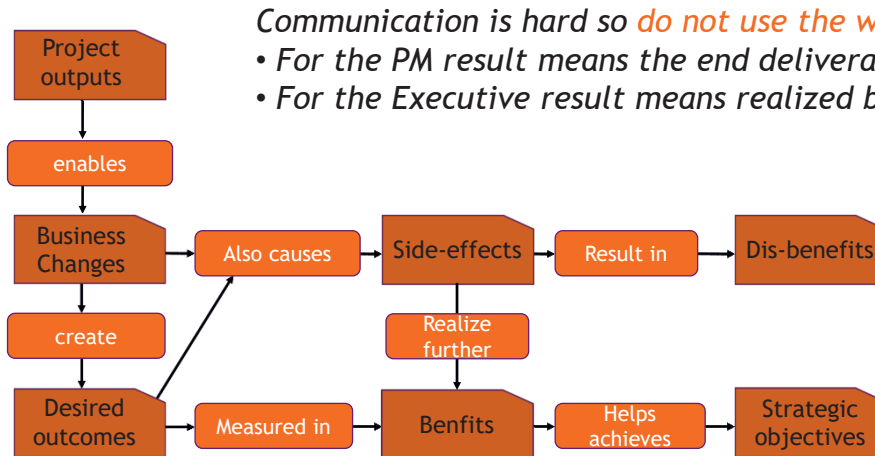 Communication is hard so do not use the w
• For the PM result means the end delivera
• For the Executive result means realized b
Project
outputs
enables
Business
Changes
Also causes
Side-effects
Result in
Dis-benefits
create
Realize
further
Desired
outcomes
Measured in
Benfits
Helps
achieves
Strategic
objectives